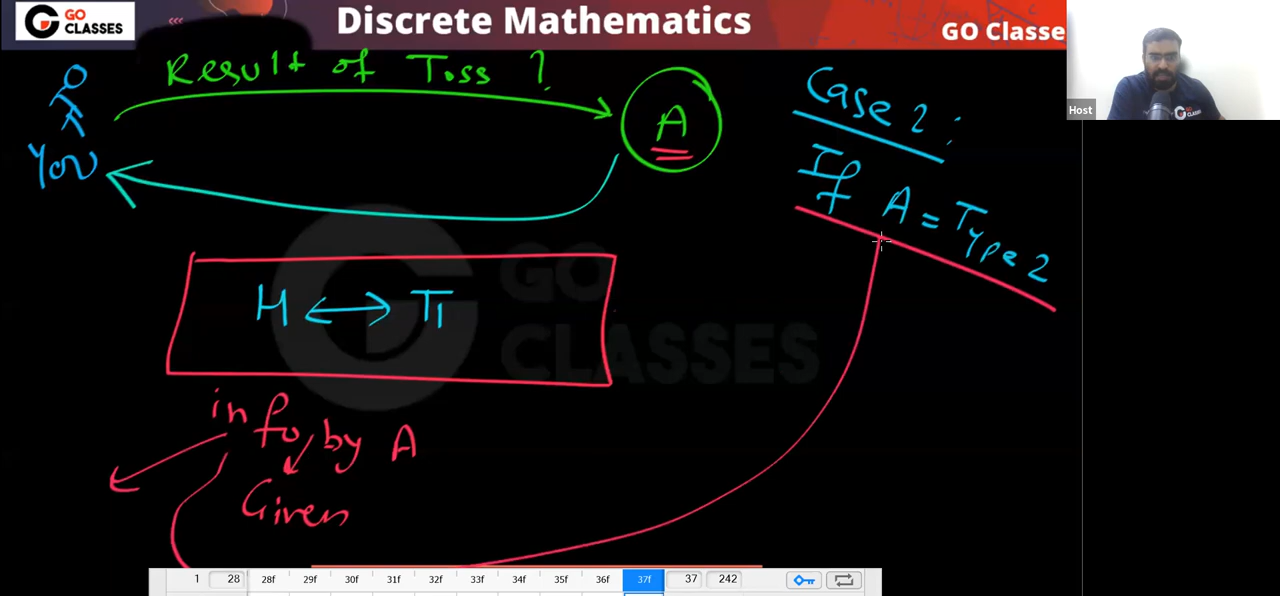 GO CLASSES
Discrete Mathematics
GO Classe
Host
Result of Toss ?
You
A
Case 2 :
If A = Type 2
H ↔ T
GO CLASSES
info by A
Given
1 28 28f 29f 30f 31f 32f 33f 34f 35f 36f 37f 37 242